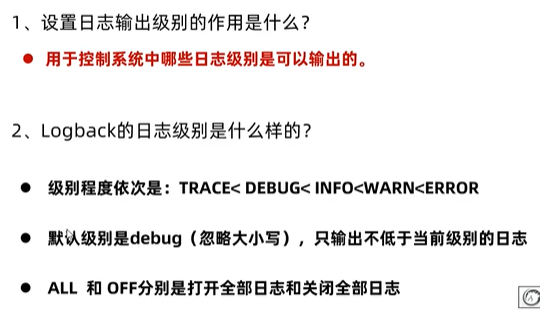 1、设置日志输出级别的作用是什么?
● 用于控制系统中哪些日志级别是可以输出的。
2、Logback的日志级别是什么样的?
● 级别程度依次是：TRACE< DEBUG< INFO<WARN<ERROR
● 默认级别是debug（忽略大小写），只输出不低于当前级别的日志
● ALL 和 OFF分别是打开全部日志和关闭全部日志